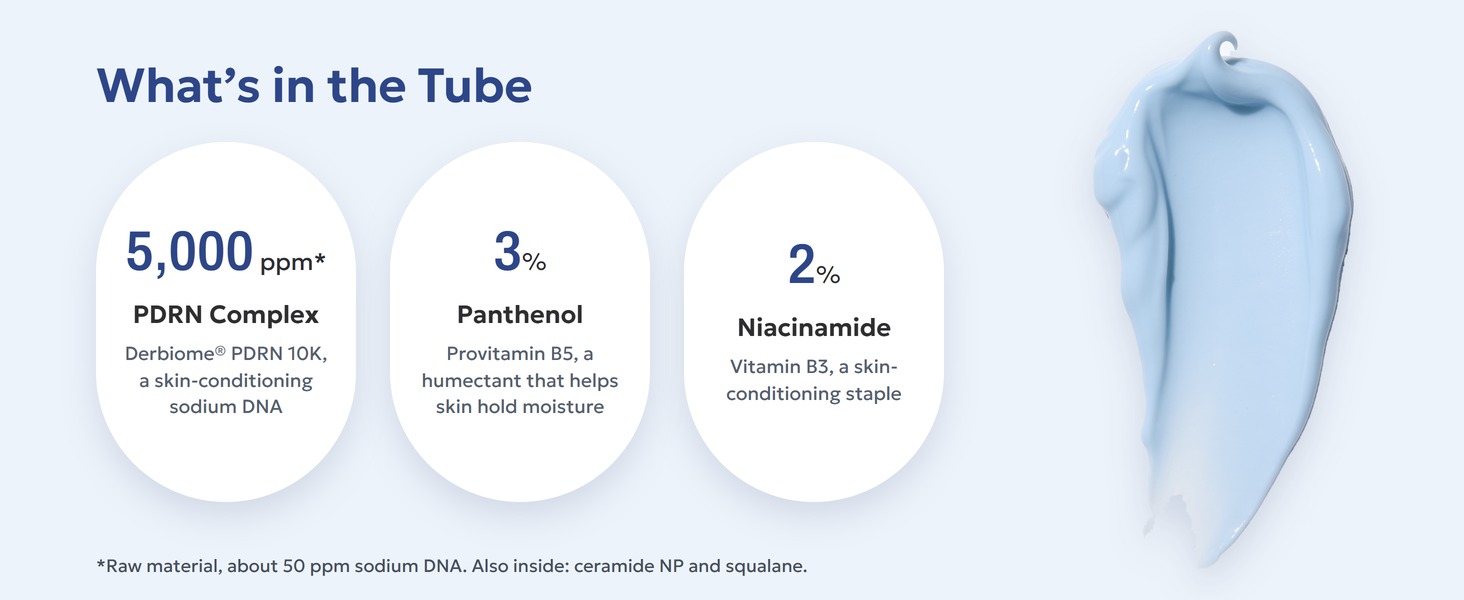 What’s in the Tube
5,000 ppm*
PDRN Complex
Derbiome® PDRN 10K,
a skin-conditioning
sodium DNA
3%
Panthenol
Provitamin B5, a
humectant that helps
skin hold moisture
2%
Niacinamide
Vitamin B3, a skin-
conditioning staple
*Raw material, about 50 ppm sodium DNA. Also inside: ceramide NP and squalane.